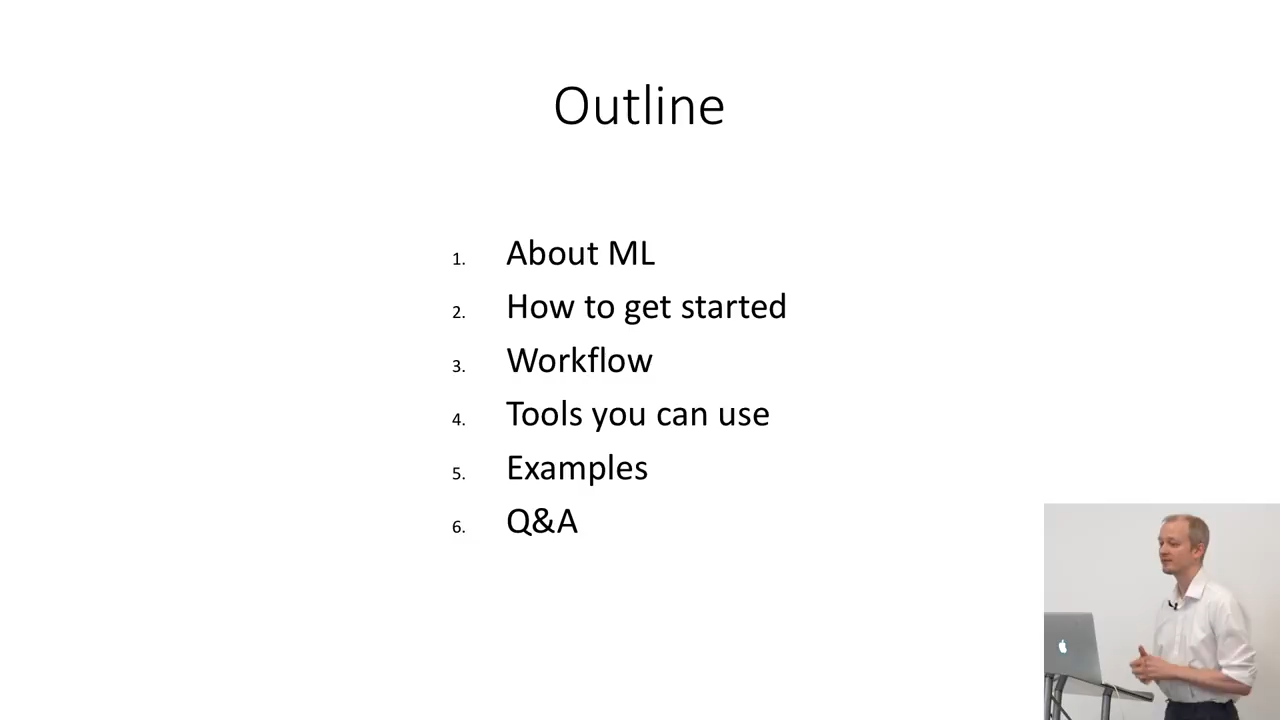 Outline
1. About ML
2. How to get started
3. Workflow
4. Tools you can use
5. Examples
6. Q&A